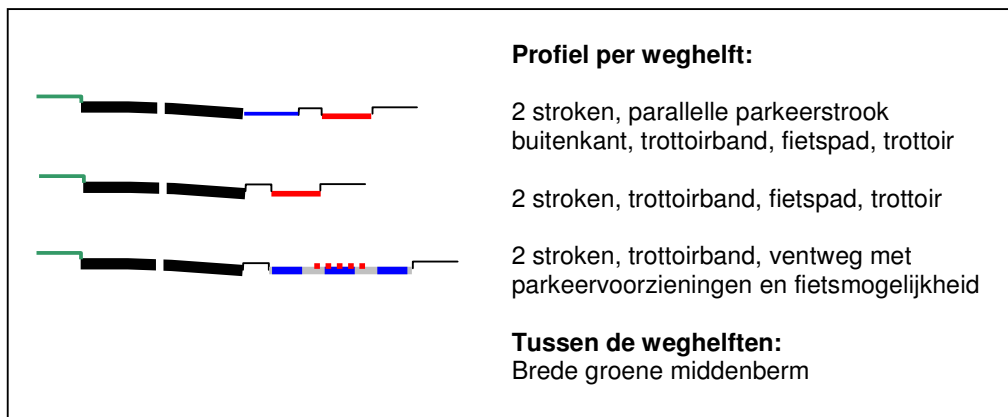 Profiel per weghelft:
2 stroken, parallelle parkeerstrook
buitenkant, trottoirband, fietspad, trottoir
2 stroken, trottoirband, fietspad, trottoir
2 stroken, trottoirband, ventweg met
parkeervoorzieningen en fietsmogelijkheid
Tussen de weghelften:
Brede groene middenberm